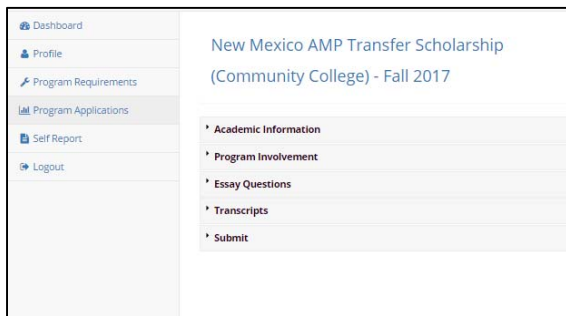 Dashboard
Profile
Program Requirements
Program Applications
Self Report
Logout
New Mexico AMP Transfer Scholarship
(Community College) - Fall 2017
Academic Information
Program Involvement
Essay Questions
Transcripts
Submit